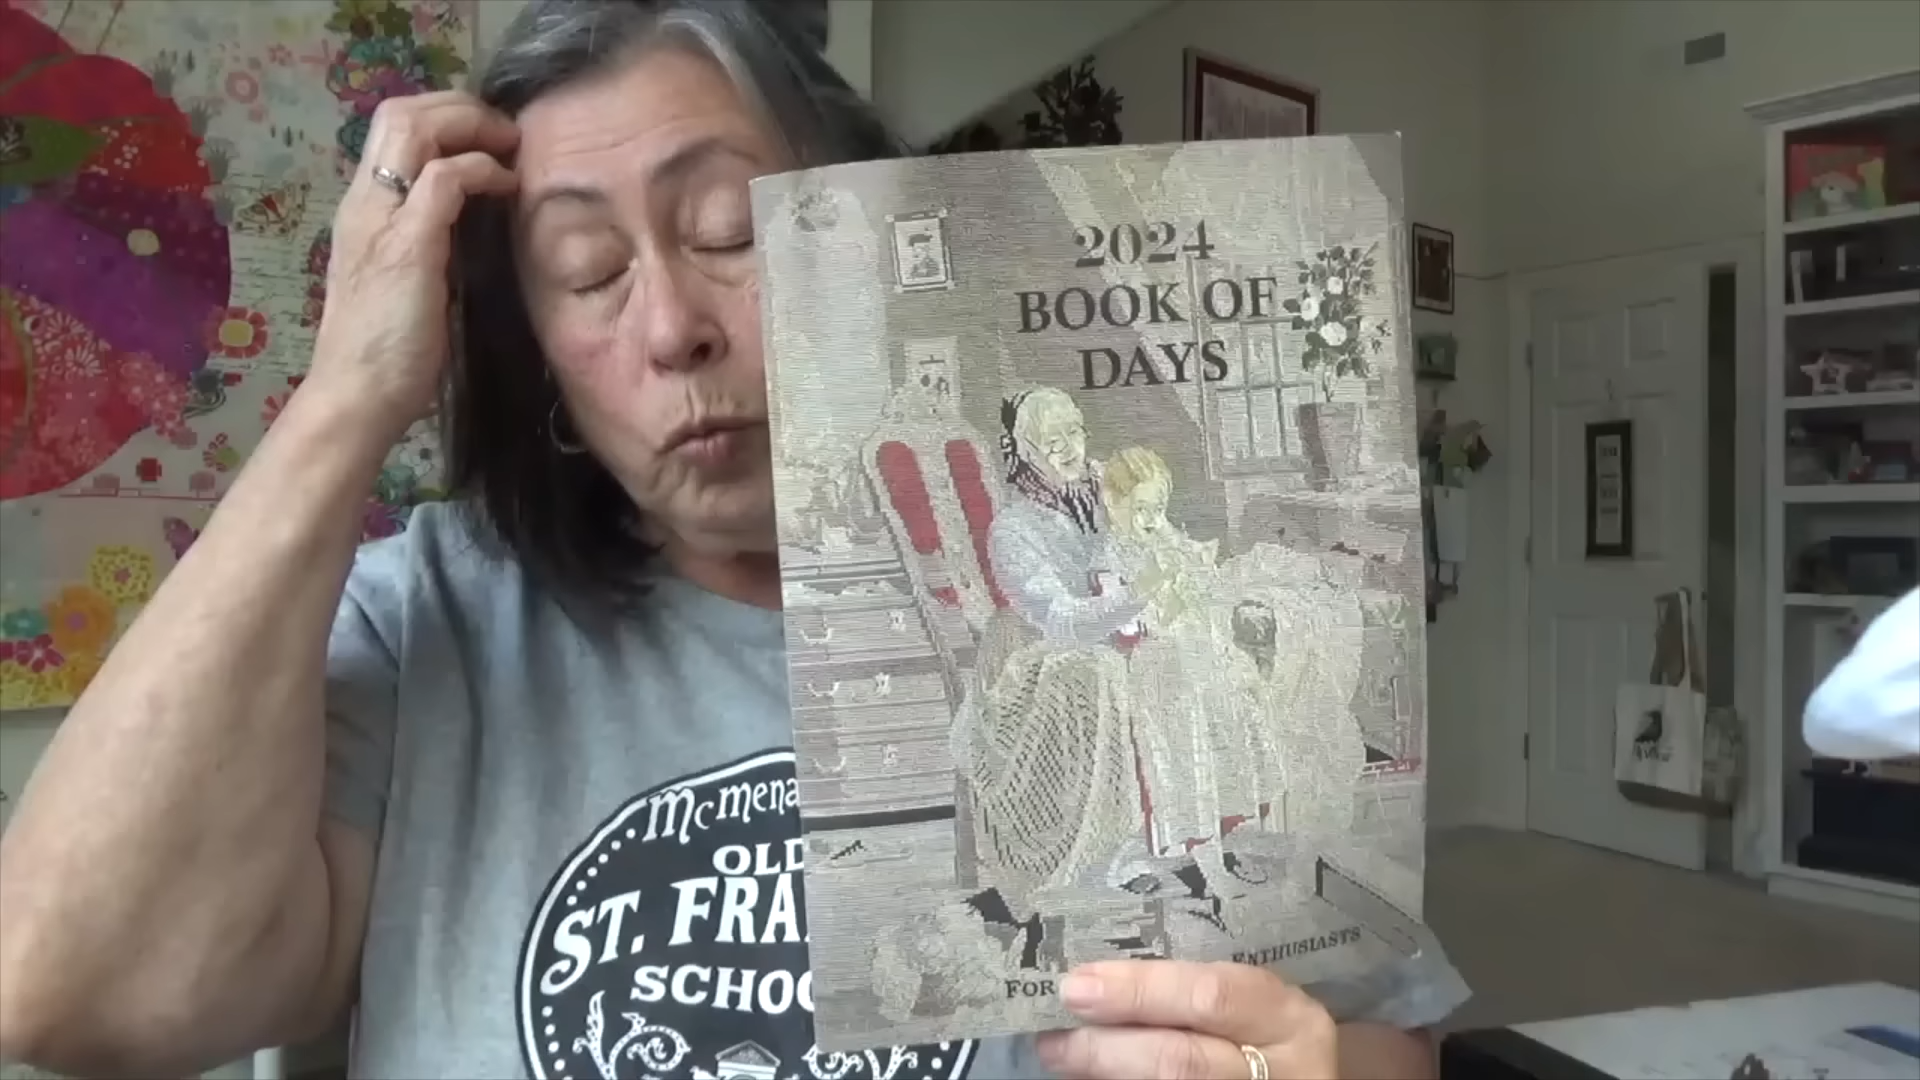 2024
BOOK OF
DAYS
FOR ENTHUSIASTS
McMena
OLD
ST. FRA
SCHOO